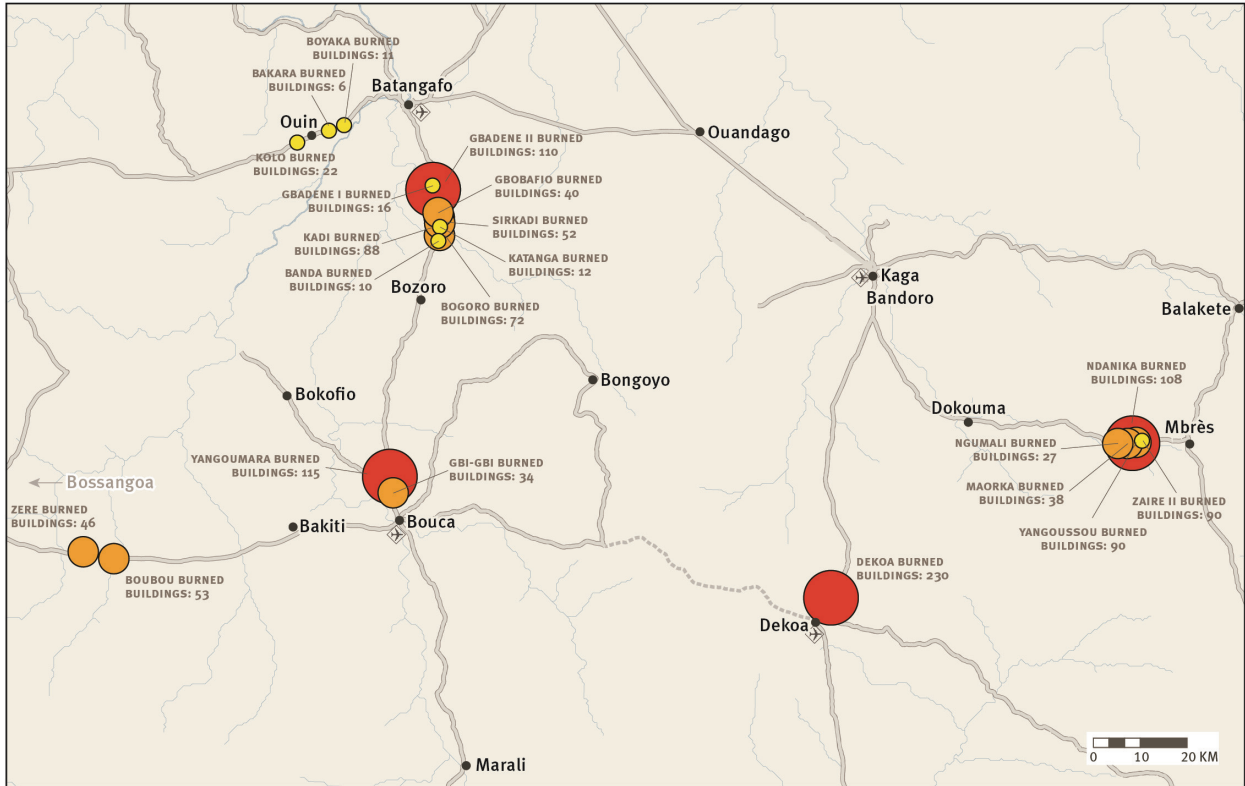 BOYAKA BURNED
BUILDINGS: 11
BAKARA BURNED
BUILDINGS: 6
Batangafo
Ouin
Ouandago
KOLO BURNED
BUILDINGS: 22
GBADENE II BURNED
BUILDINGS: 110
GBOBAFIO BURNED
BUILDINGS: 40
GBADENE I BURNED
BUILDINGS: 16
SIRKADI BURNED
BUILDINGS: 52
KADI BURNED
BUILDINGS: 88
KATANGA BURNED
BUILDINGS: 12
BANDA BURNED
BUILDINGS: 10
Bozoro
BOGORO BURNED
BUILDINGS: 72
Kaga
Bandoro
Balakete
Bongoyo
Bokofio
NDANIKA BURNED
BUILDINGS: 108
Dokouma
Mbrès
NGUMALI BURNED
BUILDINGS: 27
MAORKA BURNED
BUILDINGS: 38
ZAIRE II BURNED
BUILDINGS: 90
YANGOUSSOU BURNED
BUILDINGS: 90
YANGOUMARA BURNED
BUILDINGS: 115
GBI-GBI BURNED
BUILDINGS: 34
Bossangoa
ZERE BURNED
BUILDINGS: 46
Bakiti
Bouca
BOUBOU BURNED
BUILDINGS: 53
DEKOA BURNED
BUILDINGS: 230
Dekoa
Marali
0 10 20 KM